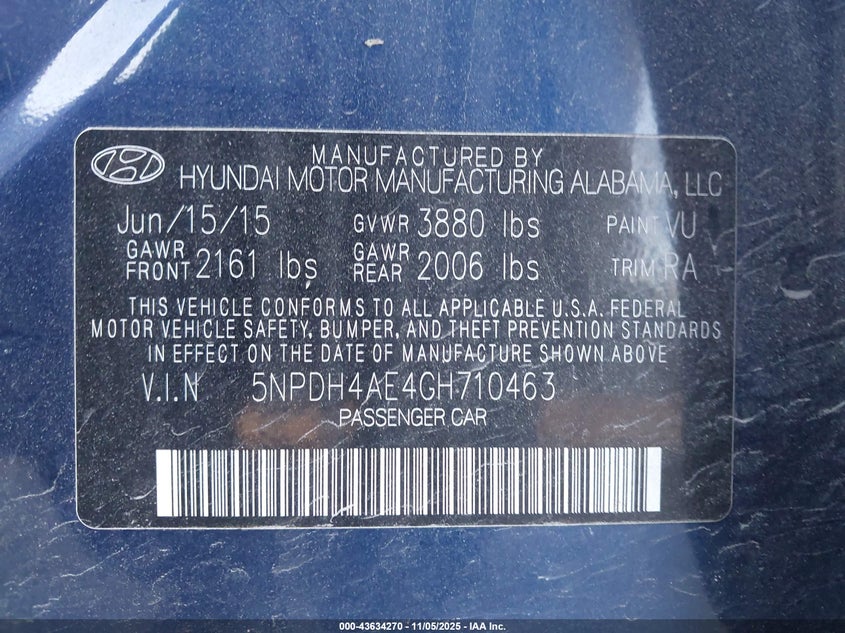 MANUFACTURED BY
HYUNDAI MOTOR MANUFACTURING ALABAMA, LLC
Jun/15/15 GVWR 3880 lbs PAINT VU
GAWR FRONT 2161 lbs GAWR REAR 2006 lbs TRIM RA
THIS VEHICLE CONFORMS TO ALL APPLICABLE U.S.A. FEDERAL
MOTOR VEHICLE SAFETY, BUMPER, AND THEFT PREVENTION STANDARDS
IN EFFECT ON THE DATE OF MANUFACTURE SHOWN ABOVE
V.I.N 5NPDH4AE4GH710463
PASSENGER CAR
000-43634270 - 11/05/2025 - IAA Inc.